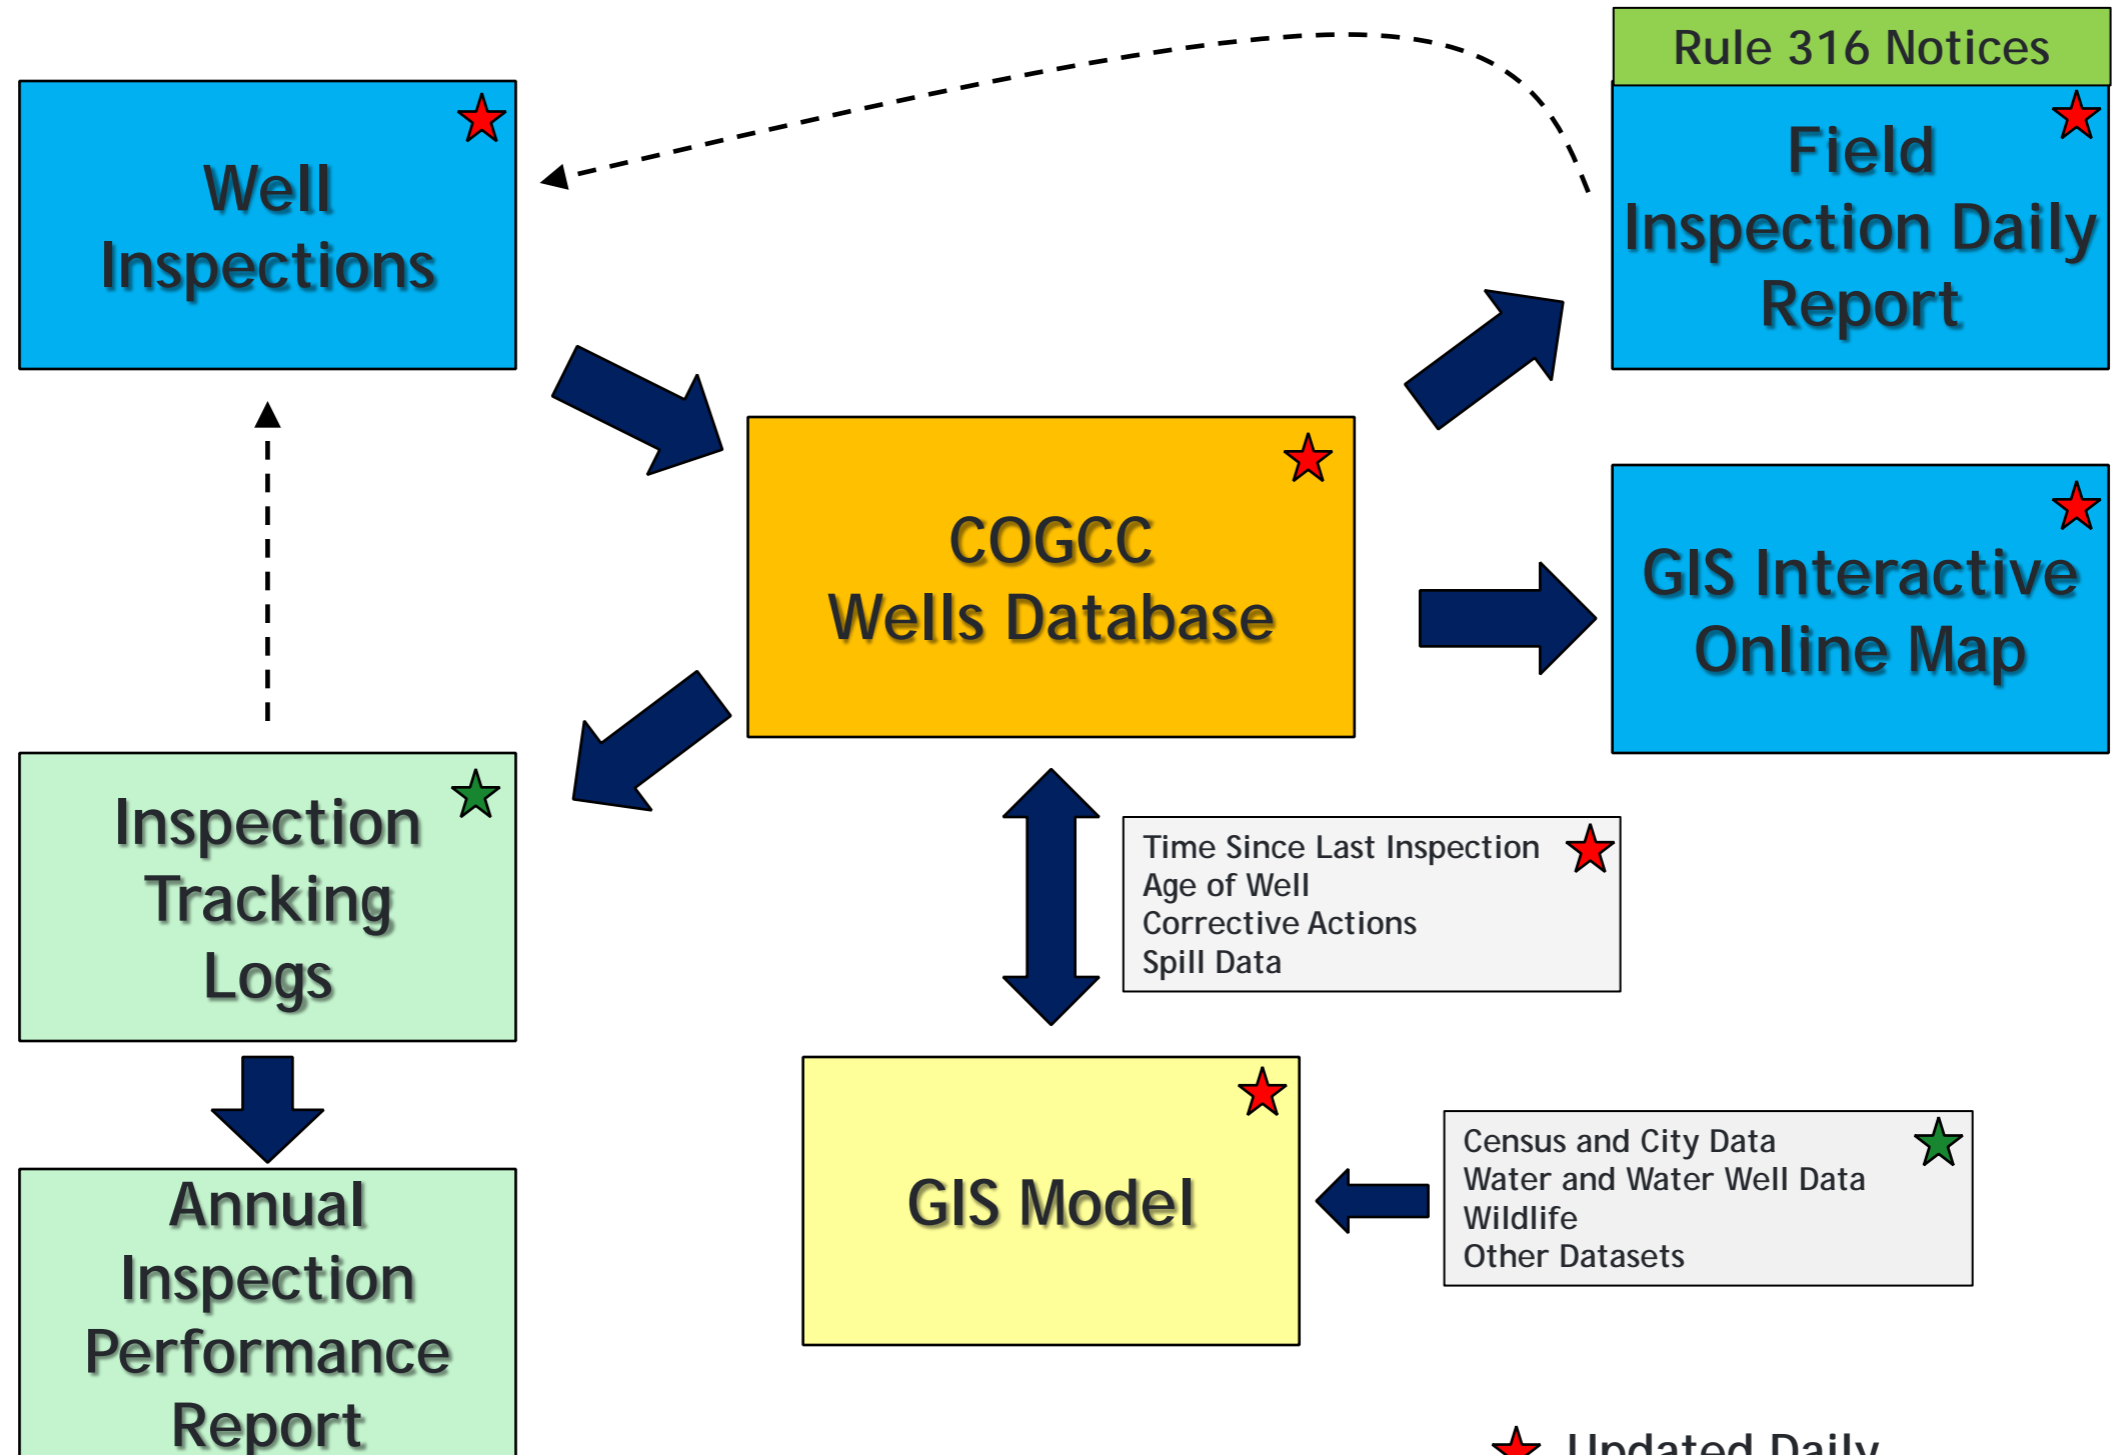 Rule 316 Notices
Well
Inspections
Field
Inspection Daily
Report
COGCC
Wells Database
GIS Interactive
Online Map
Inspection
Tracking
Logs
Time Since Last Inspection
Age of Well
Corrective Actions
Spill Data
Annual
Inspection
Performance
Report
GIS Model
Census and City Data
Water and Water Well Data
Wildlife
Other Datasets
Updated Daily